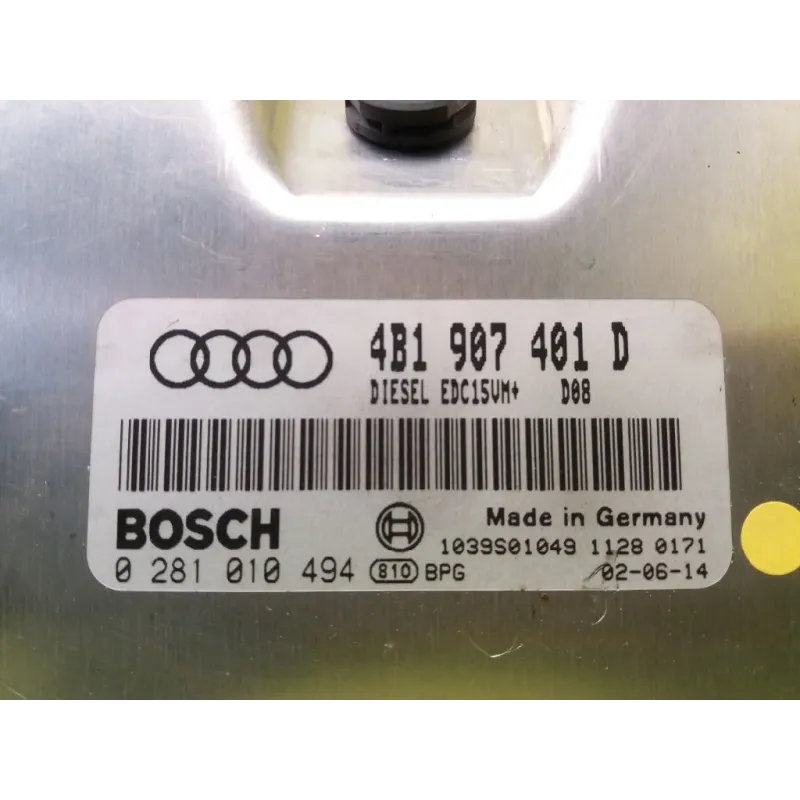 4B1 907 401 D
DIESEL EDC15VM+ D08
BOSCH
Made in Germany
1039S01049 1128 0171
0 281 010 494 810 BPG 02-06-14